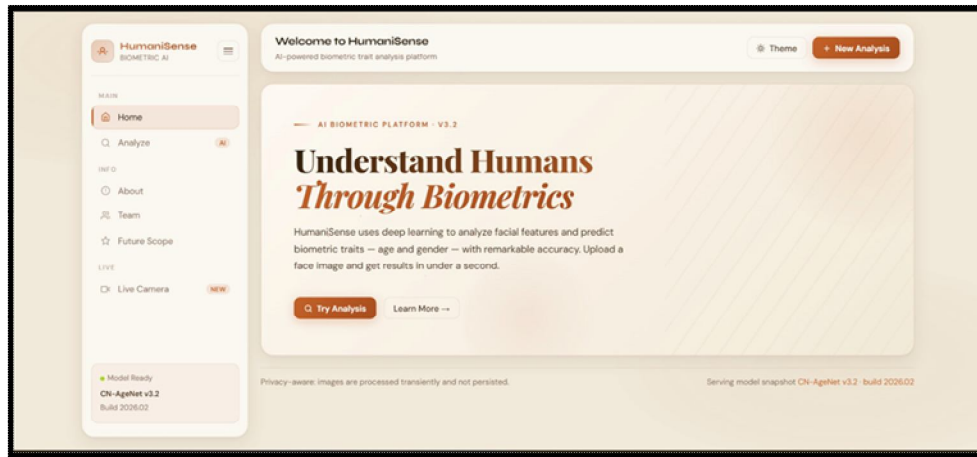 HumaniSense
BIOMETRIC AI
MAIN
Home
Analyze AI
INFO
About
Team
Future Scope
LIVE
Live Camera NEW
Model Ready
CN-AgeNet v3.2
Build 2026.02
Welcome to HumaniSense
AI-powered biometric trait analysis platform
Theme
+ New Analysis
AI BIOMETRIC PLATFORM · V3.2
Understand Humans
Through Biometrics
HumaniSense uses deep learning to analyze facial features and predict
biometric traits — age and gender — with remarkable accuracy. Upload a
face image and get results in under a second.
Try Analysis
Learn More →
Privacy-aware: images are processed transiently and not persisted.
Serving model snapshot CN-AgeNet v3.2 · build 2026.02